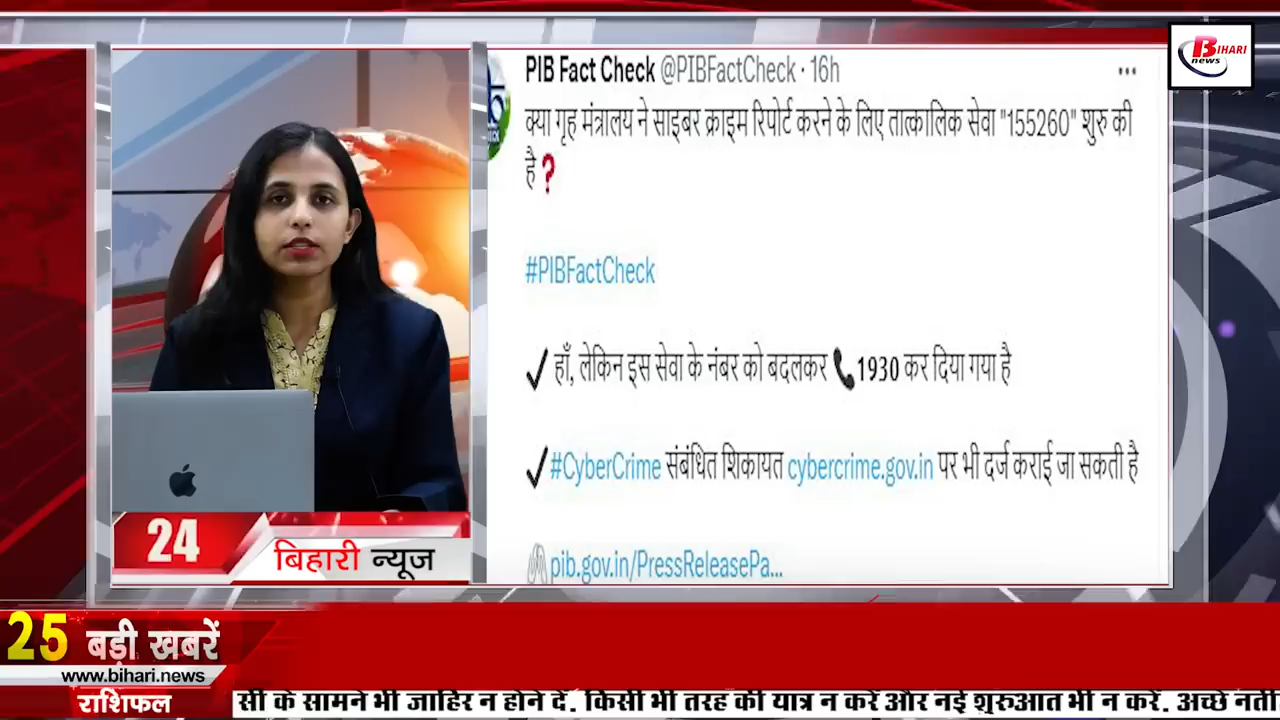 BIHARI
news
PIB Fact Check @PIBFactCheck · 16h
क्या गृह मंत्रालय ने साइबर क्राइम रिपोर्ट करने के लिए तात्कालिक सेवा "155260" शुरु की
है❓
#PIBFactCheck
✔ हाँ, लेकिन इस सेवा के नंबर को बदलकर 📞1930 कर दिया गया है
✔#CyberCrime संबंधित शिकायत cybercrime.gov.in पर भी दर्ज कराई जा सकती है
pib.gov.in/PressReleasePa...
24
बिहारी न्यूज
25 बड़ी खबरें
www.bihari.news
राशिफल
सी के सामने भी जाहिर न होने दें. किसी भी तरह की यात्र न करें और नई शुरुआत भी न करें. अच्छे नती